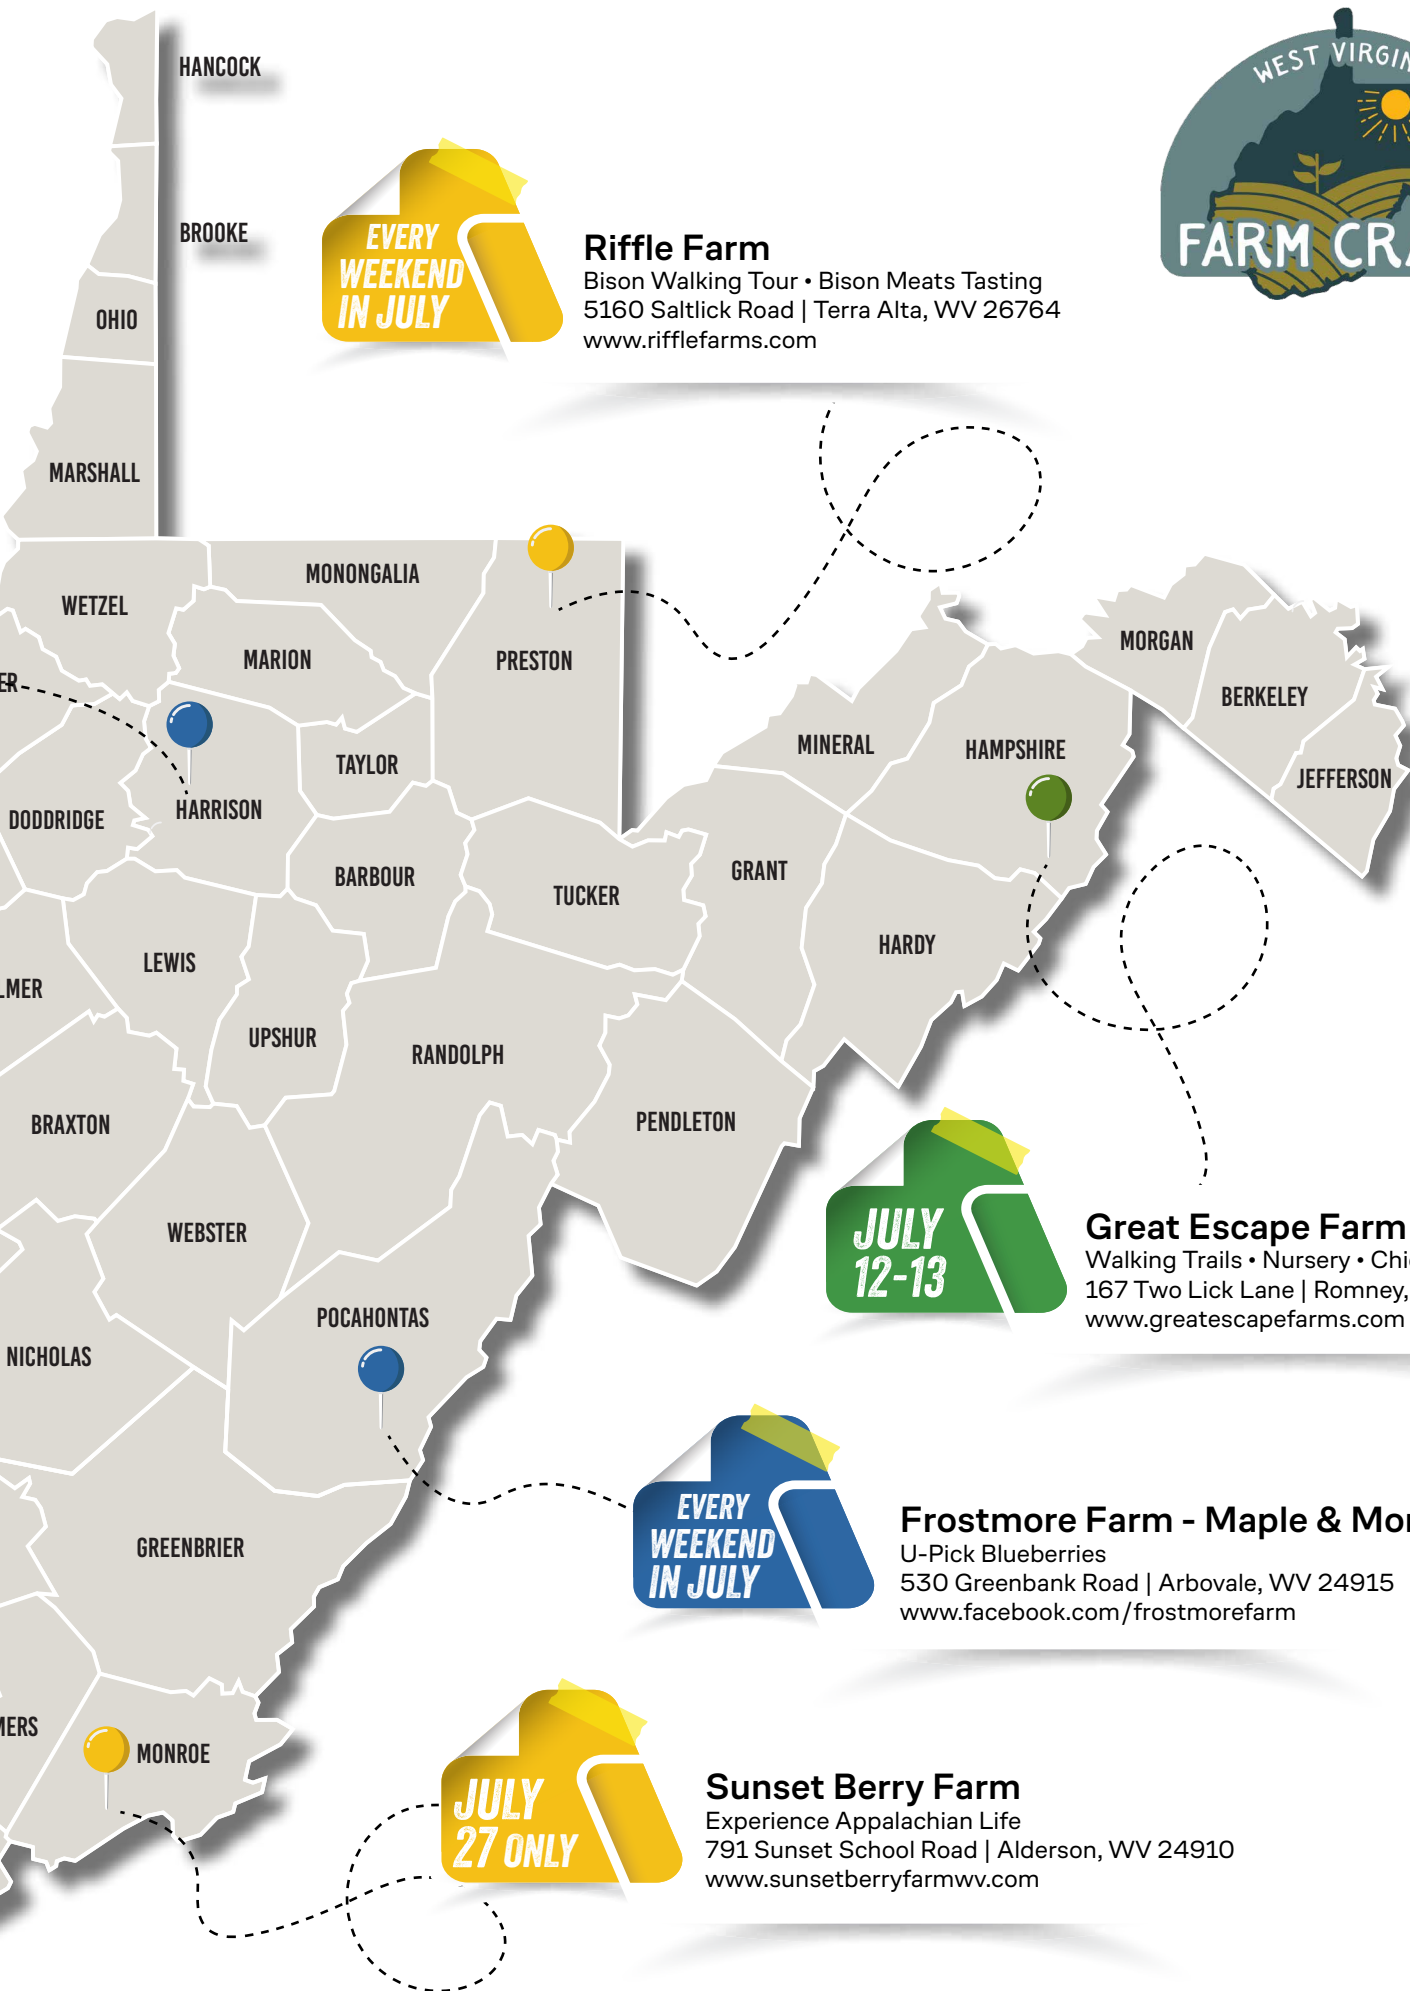 HANCOCK
WEST VIRGIN
FARM CRA
BROOKE
EVERY
WEEKEND
IN JULY
Riffle Farm
Bison Walking Tour • Bison Meats Tasting
5160 Saltlick Road | Terra Alta, WV 26764
www.rifflefarms.com
OHIO
MARSHALL
MONONGALIA
WETZEL
MARION
PRESTON
MORGAN
ER
BERKELEY
MINERAL
HAMPSHIRE
TAYLOR
JEFFERSON
HARRISON
DODDRIDGE
BARBOUR
GRANT
TUCKER
HARDY
LEWIS
LMER
UPSHUR
RANDOLPH
BRAXTON
PENDLETON
WEBSTER
JULY
12-13
Great Escape Farm
Walking Trails • Nursery • Chi
167 Two Lick Lane | Romney,
www.greatescapefarms.com
POCAHONTAS
NICHOLAS
EVERY
WEEKEND
IN JULY
Frostmore Farm - Maple & Mo
U-Pick Blueberries
530 Greenbank Road | Arbovale, WV 24915
www.facebook.com/frostmorefarm
GREENBRIER
MERS
MONROE
JULY
27 ONLY
Sunset Berry Farm
Experience Appalachian Life
791 Sunset School Road | Alderson, WV 24910
www.sunsetberryfarmwv.com